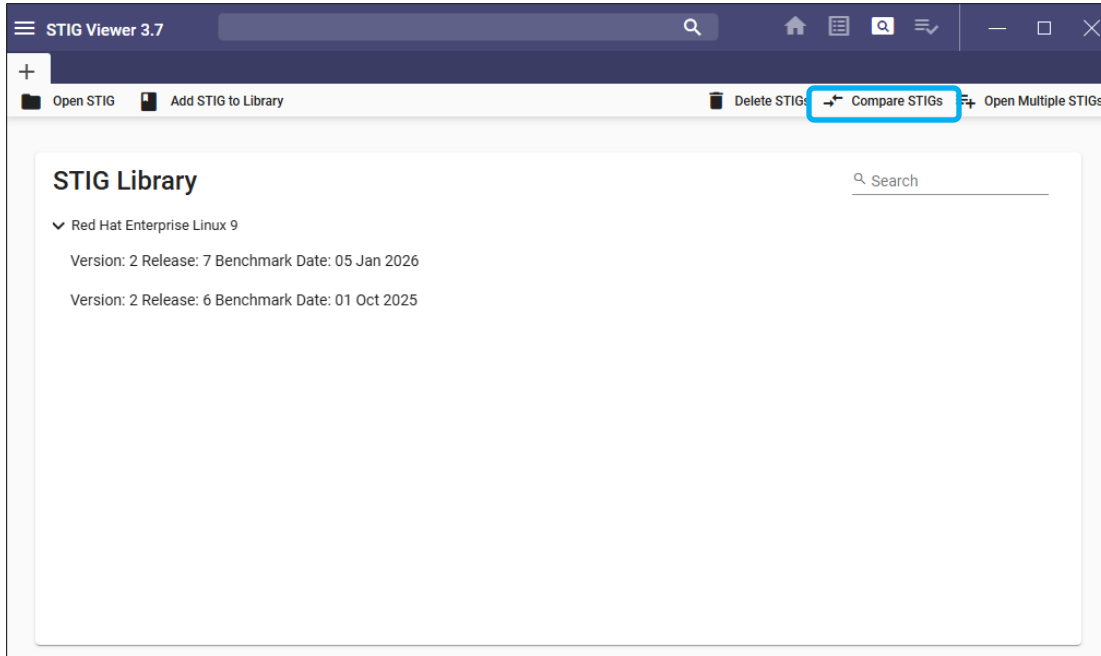 STIG Viewer 3.7
Open STIG Add STIG to Library Delete STIGs Compare STIGs Open Multiple STIGs
STIG Library
Search
Red Hat Enterprise Linux 9
Version: 2 Release: 7 Benchmark Date: 05 Jan 2026
Version: 2 Release: 6 Benchmark Date: 01 Oct 2025